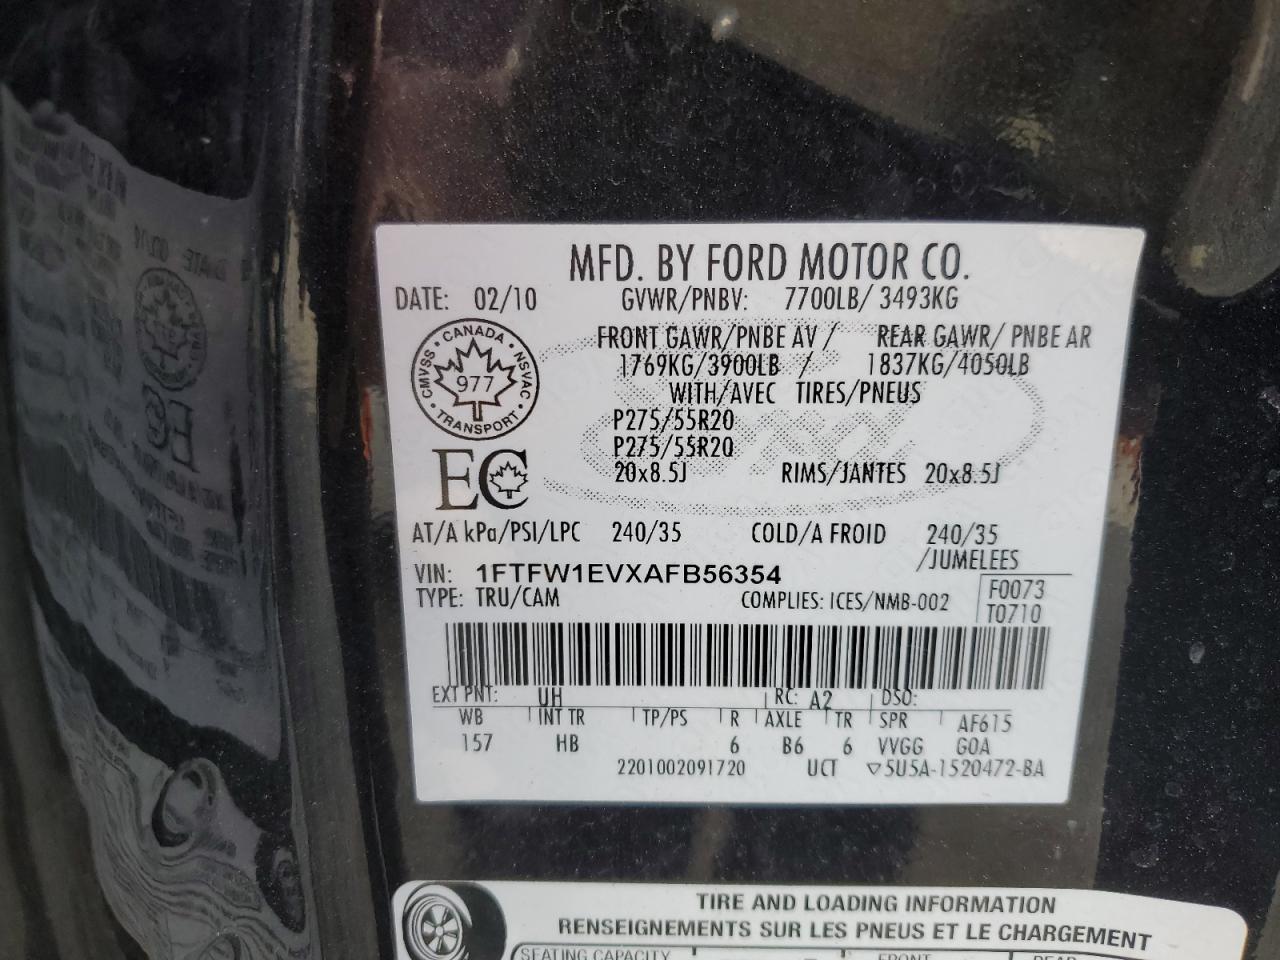 MFD. BY FORD MOTOR CO.
DATE: 02/10 GVWR/PNBV: 7700LB/ 3493KG
FRONT GAWR/PNBE AV / REAR GAWR/ PNBE AR
1769KG/3900LB / 1837KG/4050LB
WITH/AVEC TIRES/PNEUS
P275/55R20
P275/55R20
20x8.5J RIMS/JANTES 20x8.5J
CANADA
CMVSS NSVAC
977
TRANSPORT
EC
AT/A kPa/PSI/LPC 240/35 COLD/A FROID 240/35
/JUMELEES
VIN: 1FTFW1EVXAFB56354
TYPE: TRU/CAM COMPLIES: ICES/NMB-002
F0073
T0710
EXT PNT: UH RC: A2 DSO:
WB INT TR TP/PS R AXLE TR SPR AF615
157 HB 6 B6 6 VVGG GOA
2201002091720 UCT ▽5U5A-1520472-BA
TIRE AND LOADING INFORMATION
RENSEIGNEMENTS SUR LES PNEUS ET LE CHARGEMENT
SEATING CAPACITY FRONT REAR